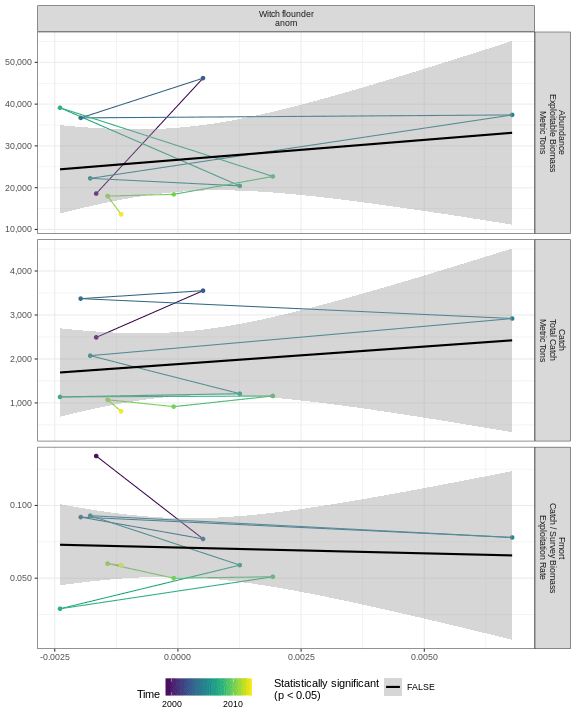 Witch flounder
anom
50,000
40,000
30,000
20,000
10,000
Abundance
Exploitable Biomass
Metric Tons
4,000
3,000
2,000
1,000
Catch
Total Catch
Metric Tons
0.100
0.050
Fmort
Catch / Survey Biomass
Exploitation Rate
-0.0025 0.0000 0.0025 0.0050
Time
2000 2010
Statistically significant
(p < 0.05)
FALSE